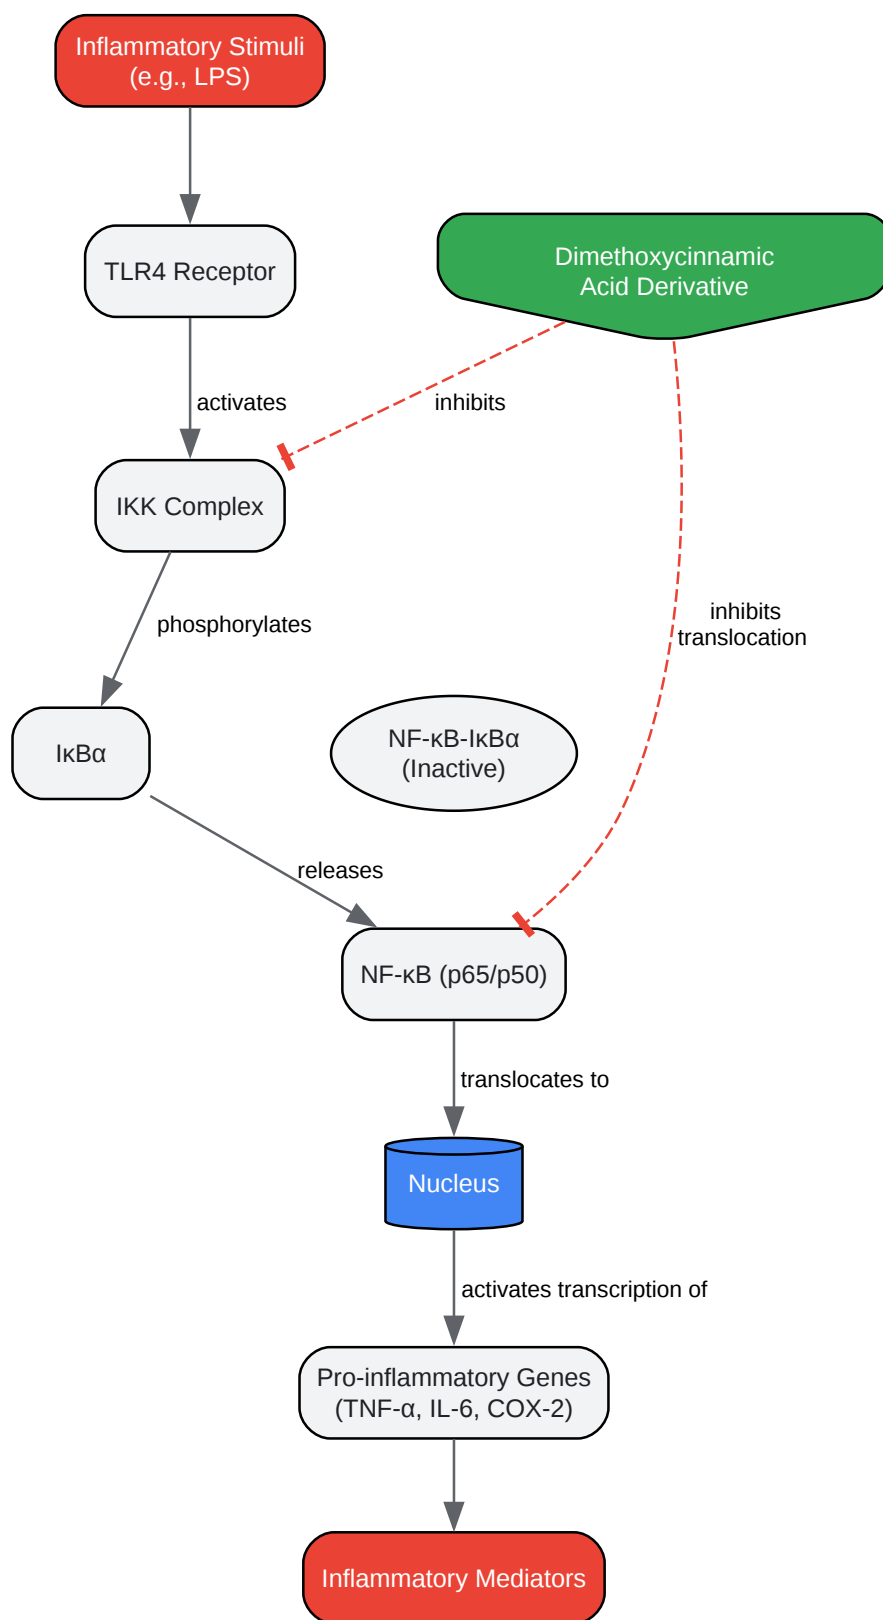 Inflammatory Stimuli
(e.g., LPS)
TLR4 Receptor
Dimethoxycinnamic
Acid Derivative
activates
inhibits
IKK Complex
phosphorylates
inhibits
translocation
IκBα
NF-κB-IκBα
(Inactive)
releases
NF-κB (p65/p50)
translocates to
Nucleus
activates transcription of
Pro-inflammatory Genes
(TNF-α, IL-6, COX-2)
Inflammatory Mediators